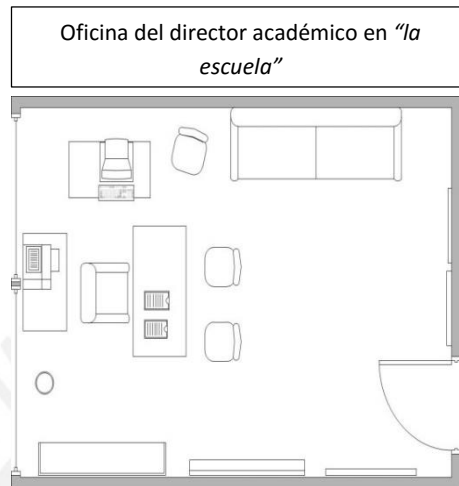 Oficina del director académico en “la
escuela”